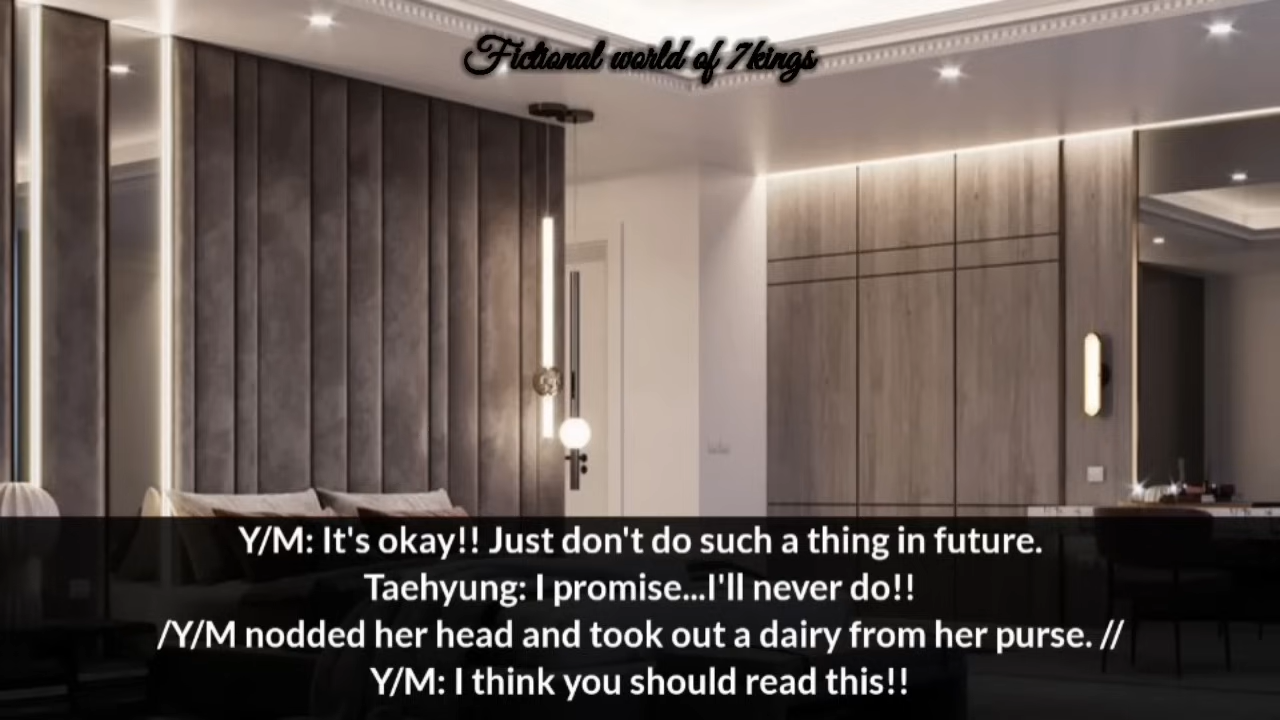 Fictional world of 7kings
Y/M: It's okay!! Just don't do such a thing in future.
Taehyung: I promise...I'll never do!!
/Y/M nodded her head and took out a dairy from her purse. //
Y/M: I think you should read this!!